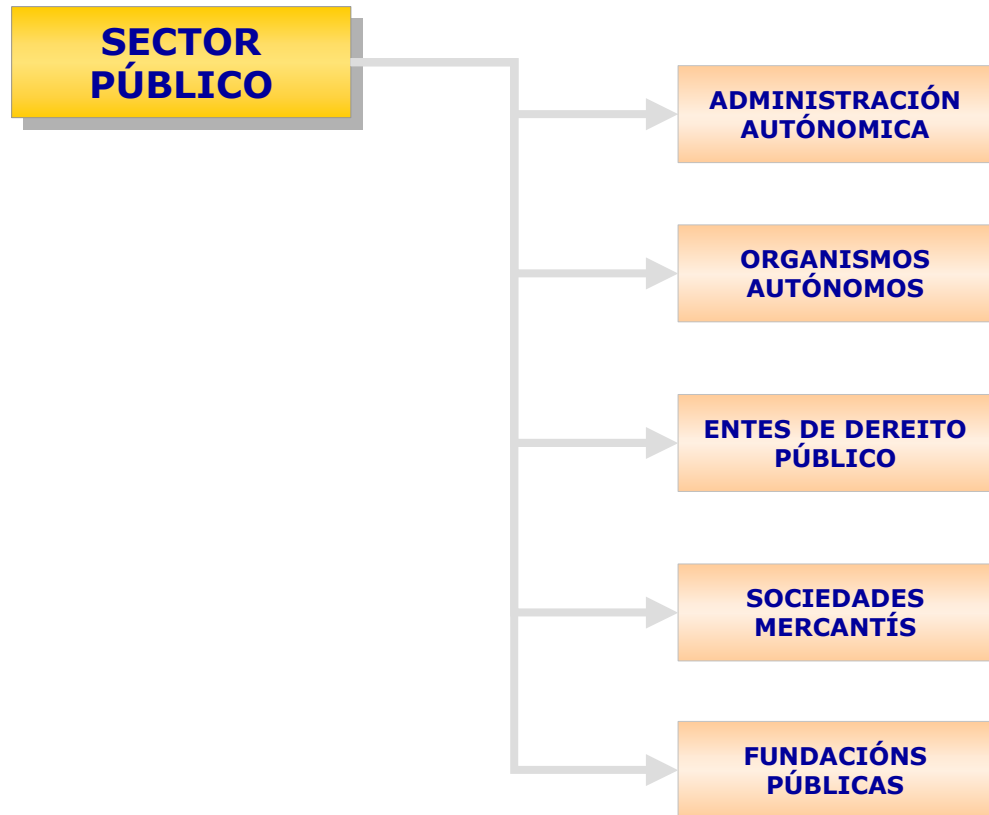 SECTOR
PÚBLICO
ADMINISTRACIÓN
AUTÓNOMICA
ORGANISMOS
AUTÓNOMOS
ENTES DE DEREITO
PÚBLICO
SOCIEDADES
MERCANTÍS
FUNDACIÓNS
PÚBLICAS